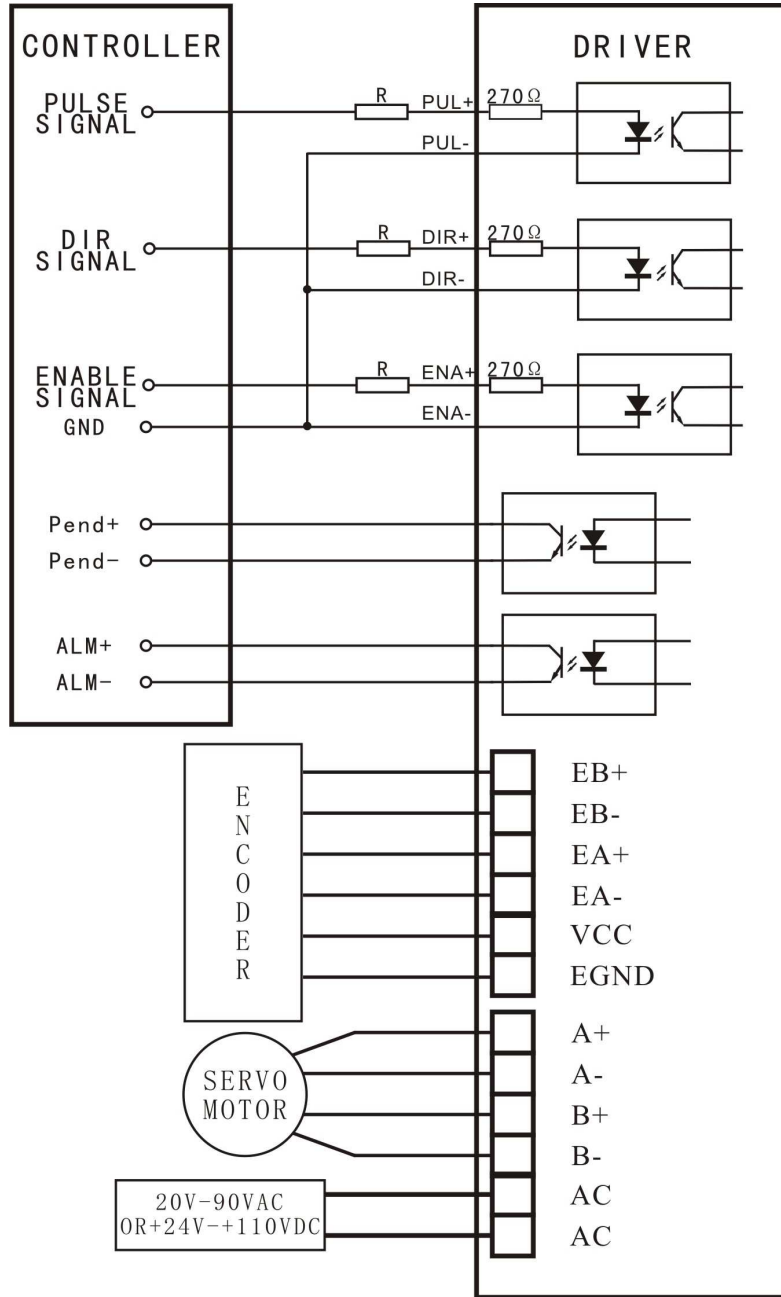 CONTROLLER
DRIVER
PULSE
SIGNAL
R
PUL+
270Ω
PUL-
DIR
SIGNAL
R
DIR+
270Ω
DIR-
ENABLE
SIGNAL
R
ENA+
270Ω
GND
ENA-
Pend+
Pend-
ALM+
ALM-
ENCODER
EB+
EB-
EA+
EA-
VCC
EGND
SERVO
MOTOR
A+
A-
B+
B-
20V-90VAC
OR+24V-+110VDC
AC
AC